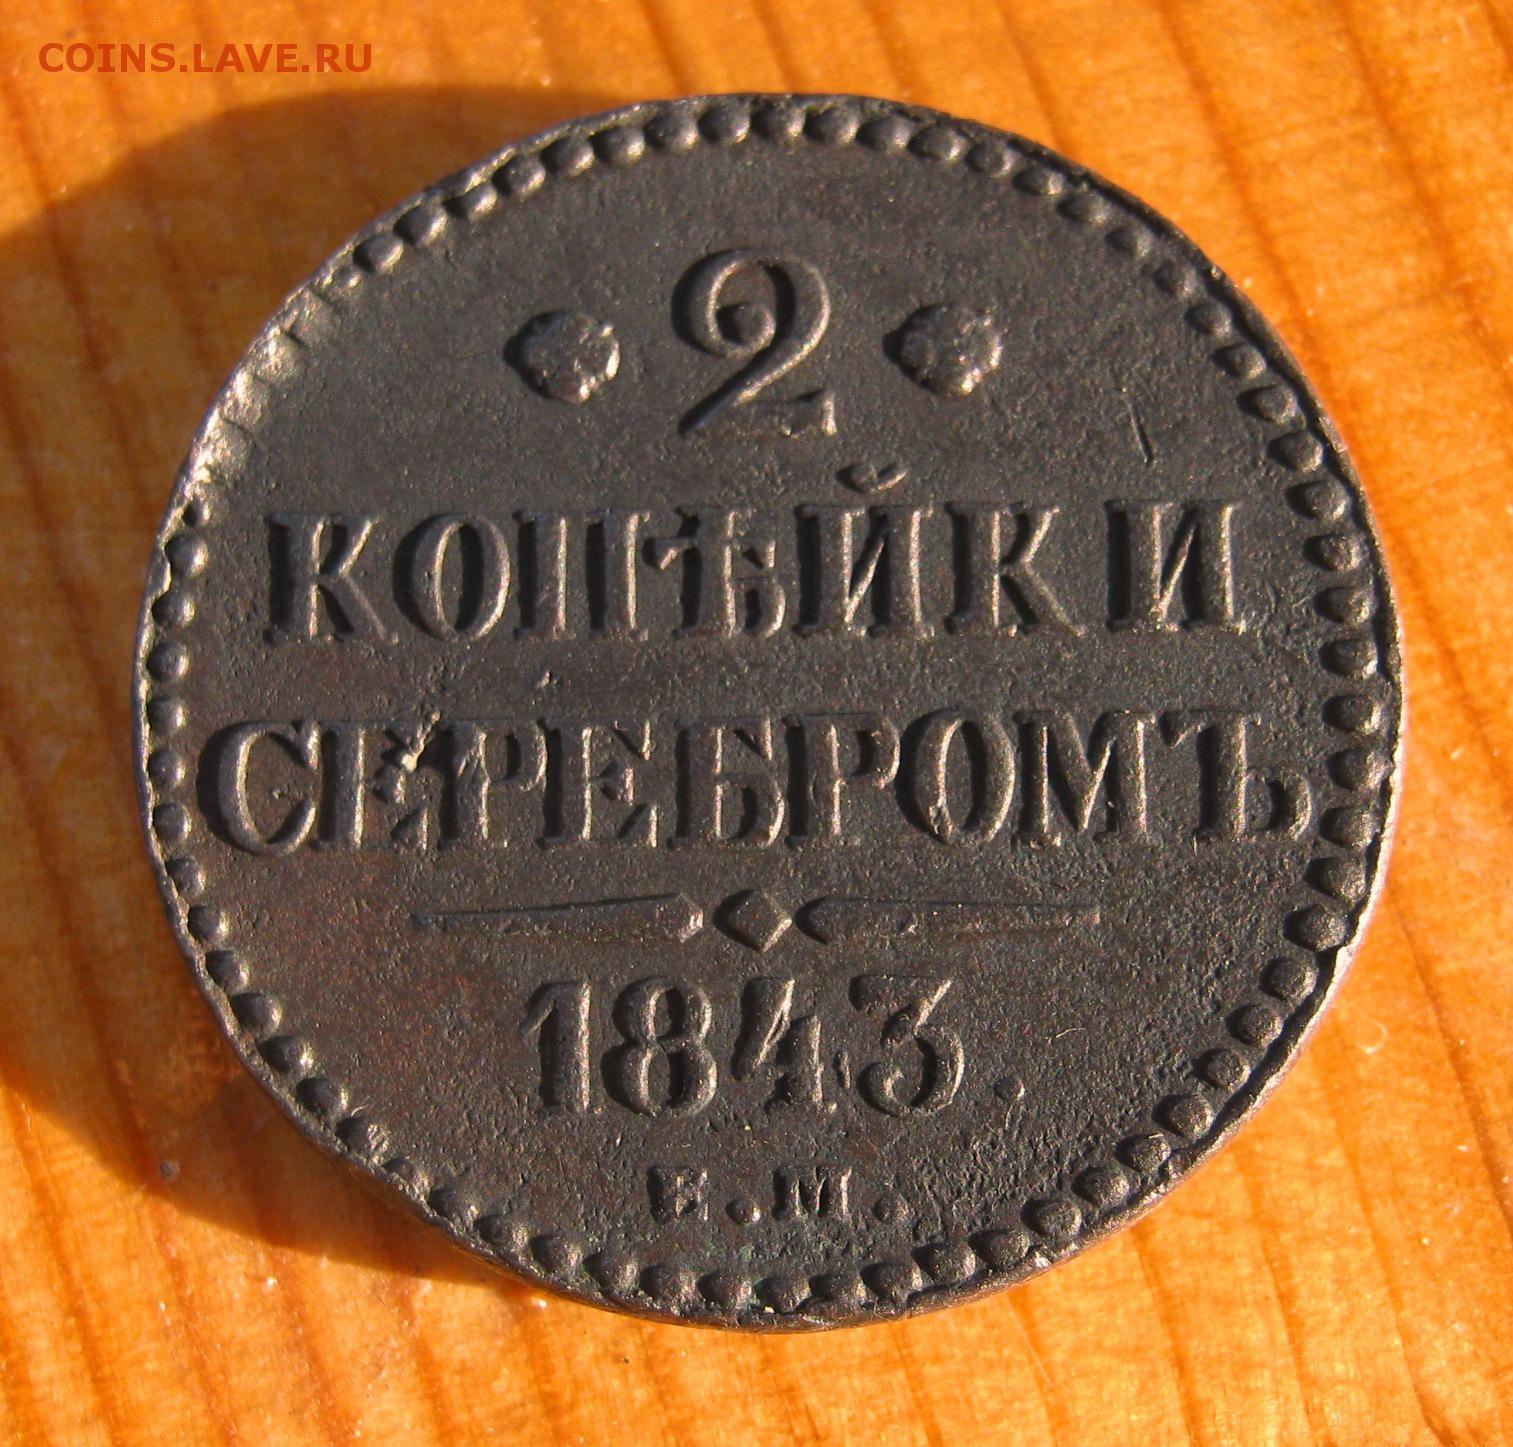 COINS.LAVE.RU
2
КОПѢЙКИ
СЕРЕБРОМЪ
1843.
Е.М.